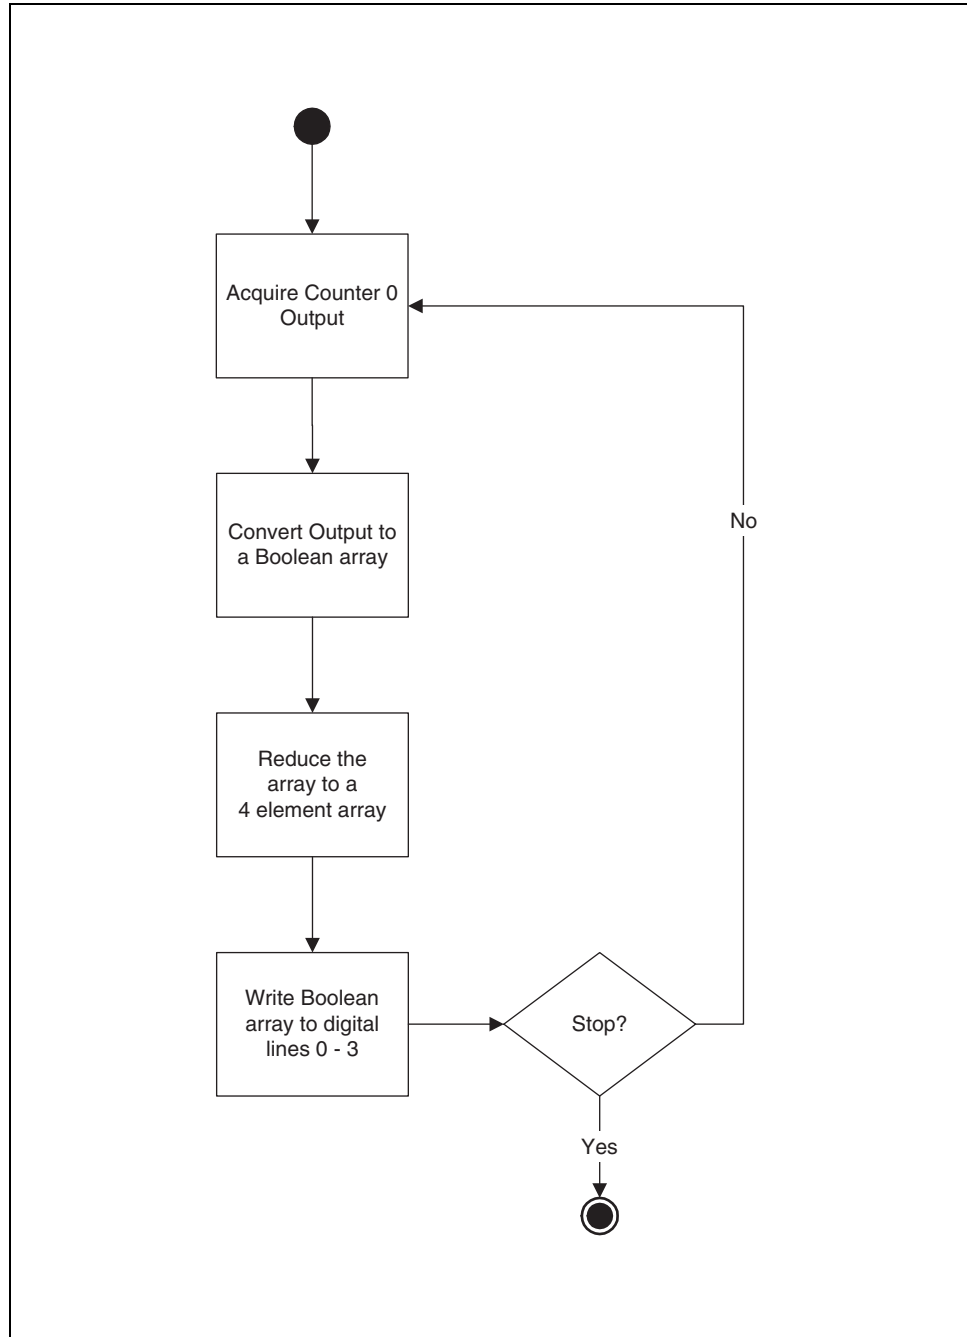 Acquire Counter 0
Output
Convert Output to
a Boolean array
No
Reduce the
array to a
4 element array
Write Boolean
array to digital
lines 0 - 3
Stop?
Yes